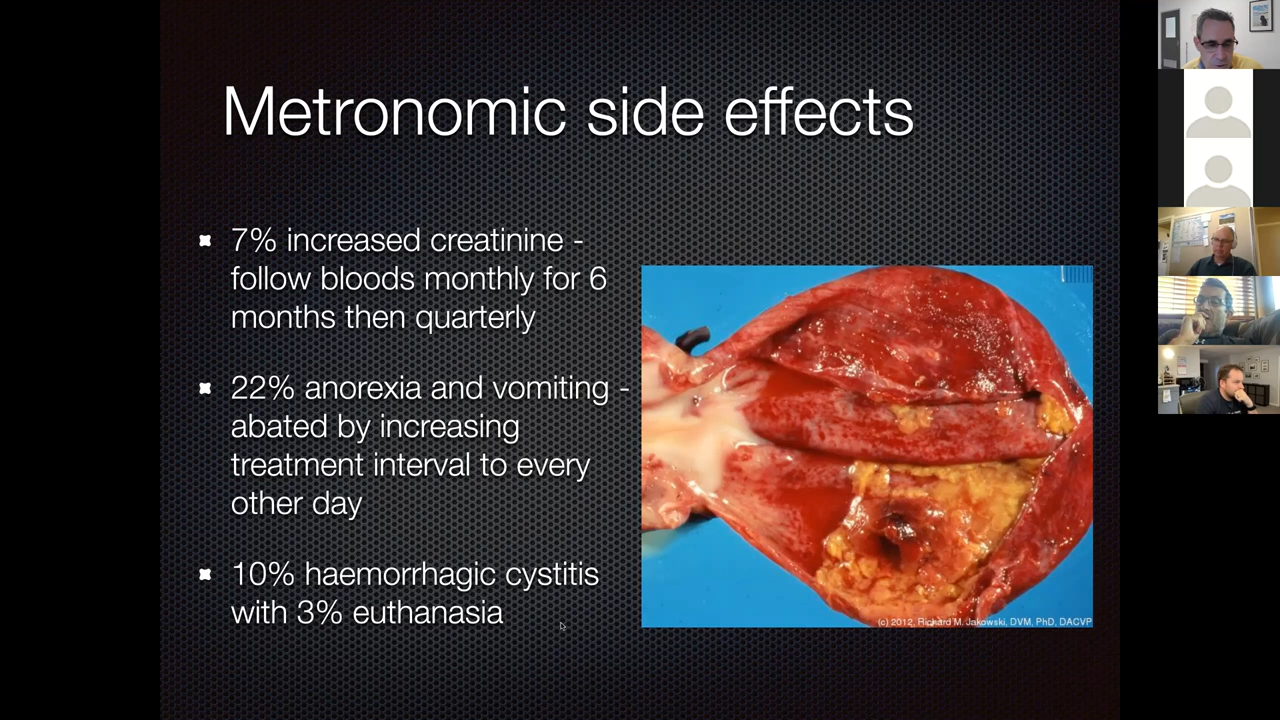 Metronomic side effects
7% increased creatinine -
follow bloods monthly for 6
months then quarterly
22% anorexia and vomiting -
abated by increasing
treatment interval to every
other day
10% haemorrhagic cystitis
with 3% euthanasia
(c) 2012, Richard M. Jakowski, DVM, PhD, DACVP